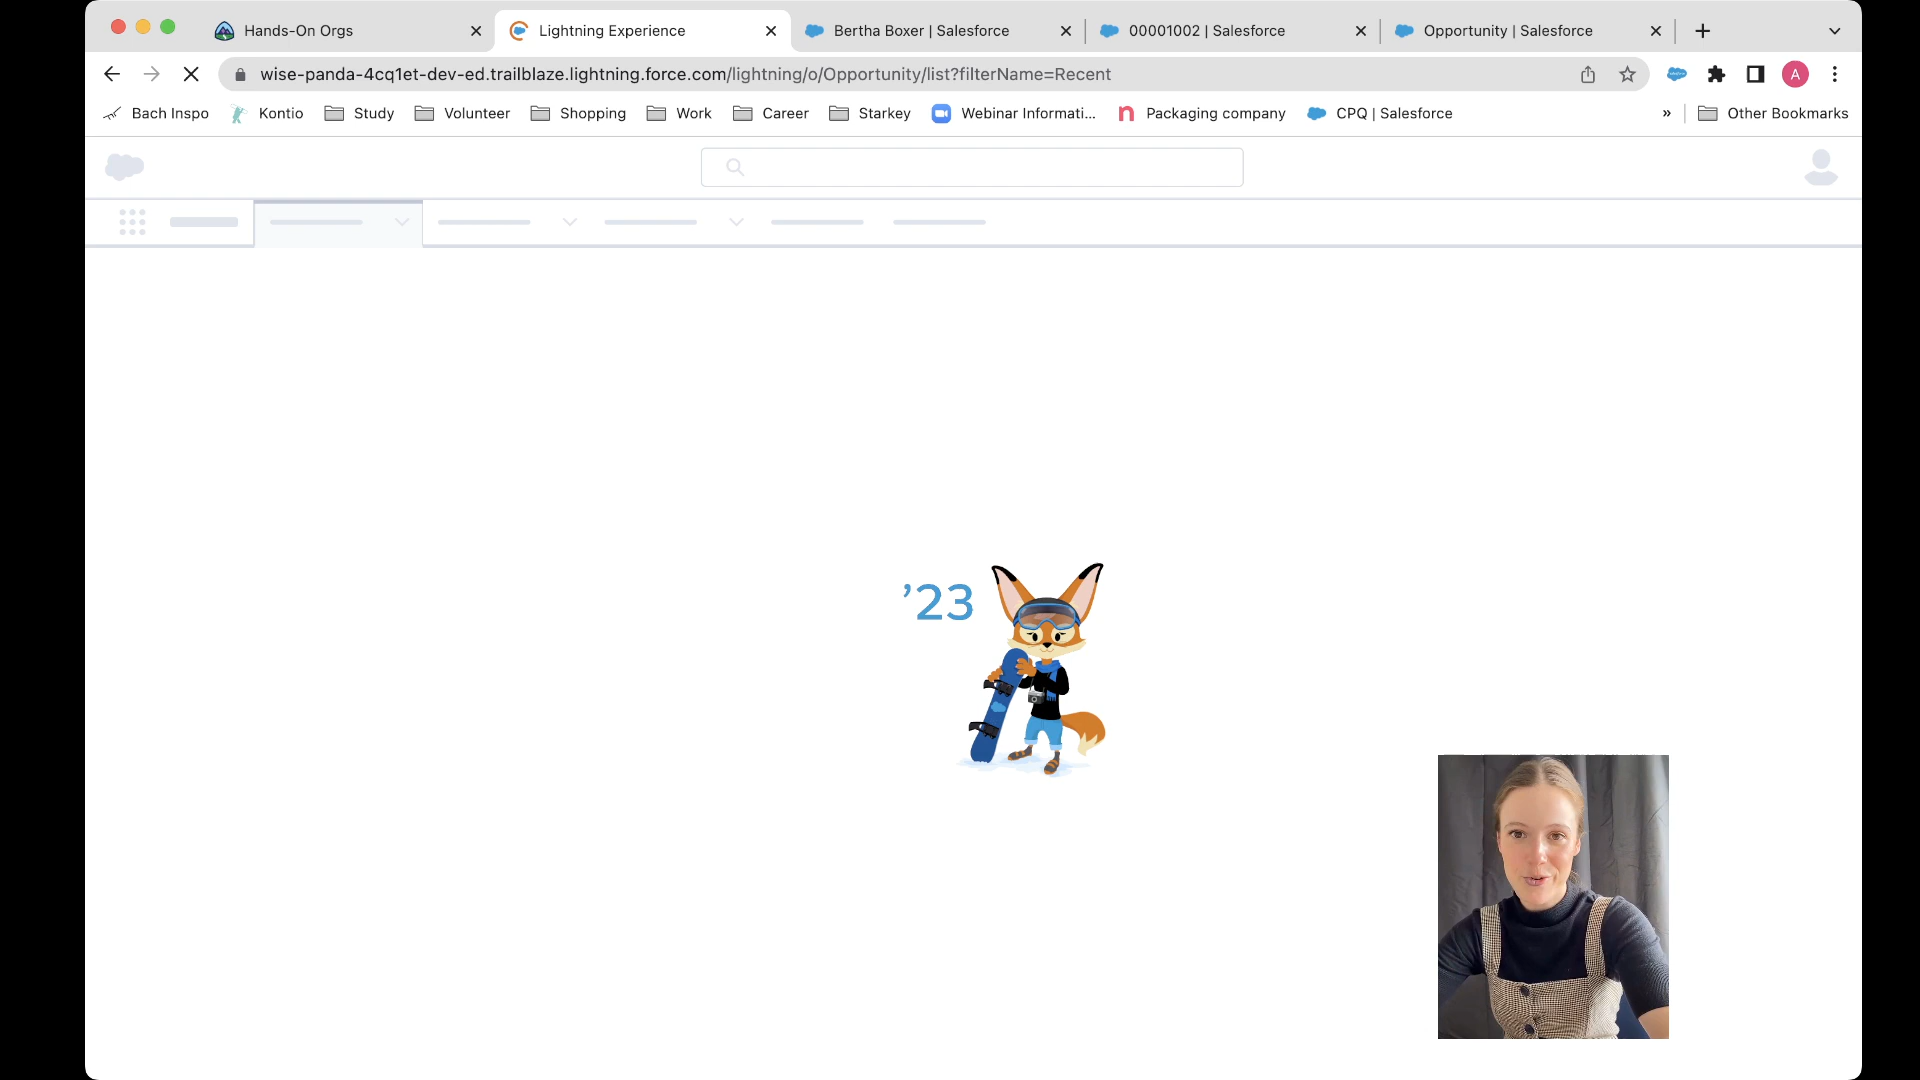 Hands-On Orgs
Lightning Experience
Bertha Boxer | Salesforce
00001002 | Salesforce
Opportunity | Salesforce
wise-panda-4cq1et-dev-ed.trailblaze.lightning.force.com/lightning/o/Opportunity/list?filterName=Recent
A
Bach Inspo
Kontio
Study
Volunteer
Shopping
Work
Career
Starkey
Webinar Informati...
Packaging company
CPQ | Salesforce
»
Other Bookmarks
’23